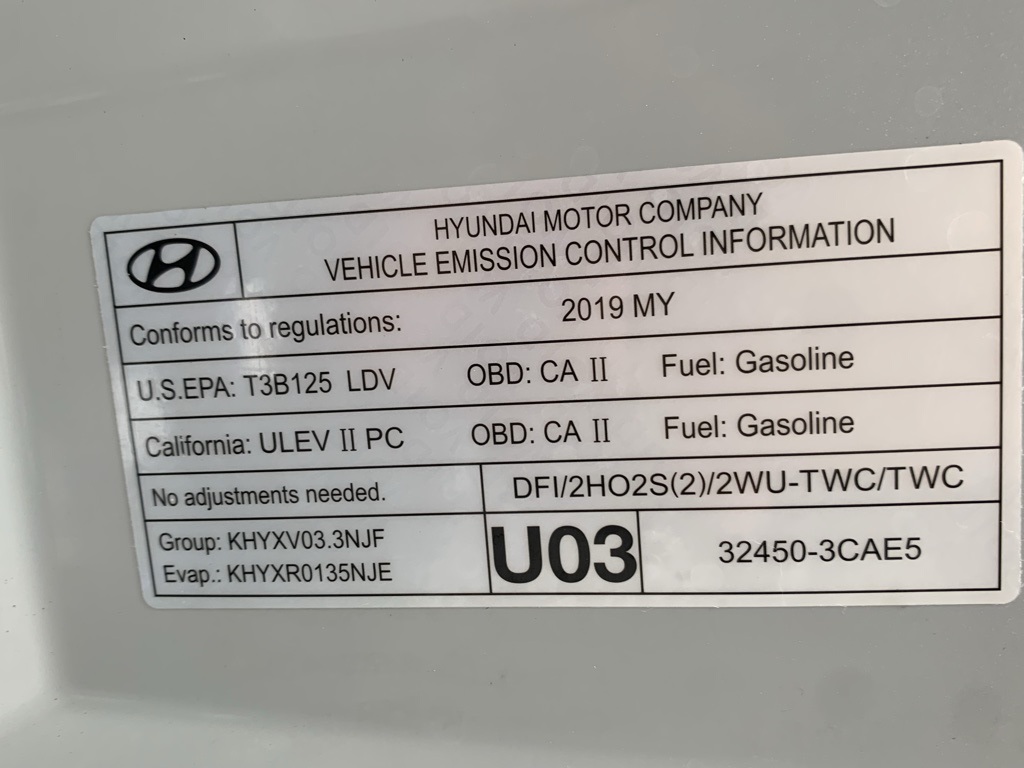 HYUNDAI MOTOR COMPANY
VEHICLE EMISSION CONTROL INFORMATION
Conforms to regulations: 2019 MY
U.S.EPA: T3B125 LDV OBD: CA II Fuel: Gasoline
California: ULEV II PC OBD: CA II Fuel: Gasoline
No adjustments needed. DFI/2HO2S(2)/2WU-TWC/TWC
Group: KHYXV03.3NJF
Evap.: KHYXR0135NJE
U03
32450-3CAE5